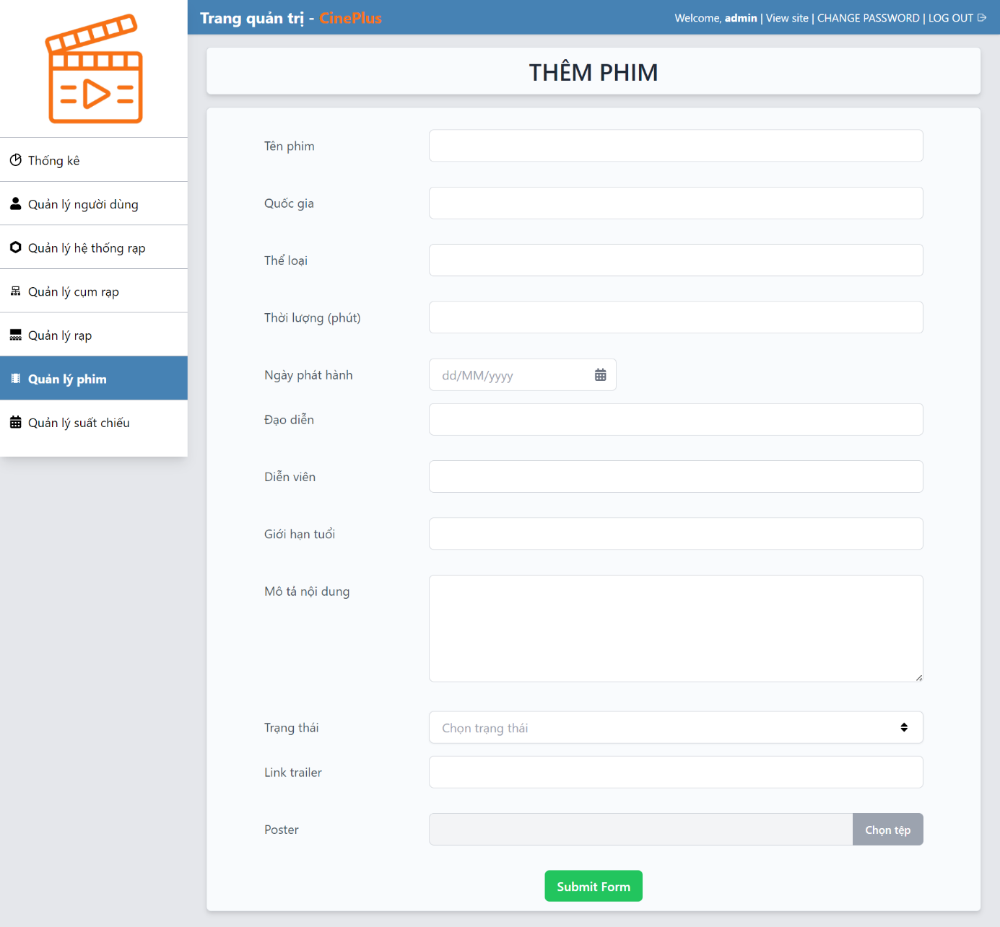 Trang quản trị - CinePlus
Welcome, admin | View site | CHANGE PASSWORD | LOG OUT
Thống kê
Quản lý người dùng
Quản lý hệ thống rạp
Quản lý cụm rạp
Quản lý rạp
Quản lý phim
Quản lý suất chiếu
THÊM PHIM
Tên phim
Quốc gia
Thể loại
Thời lượng (phút)
Ngày phát hành
dd/MM/yyyy
Đạo diễn
Diễn viên
Giới hạn tuổi
Mô tả nội dung
Trạng thái
Chọn trạng thái
Link trailer
Poster
Chọn tệp
Submit Form